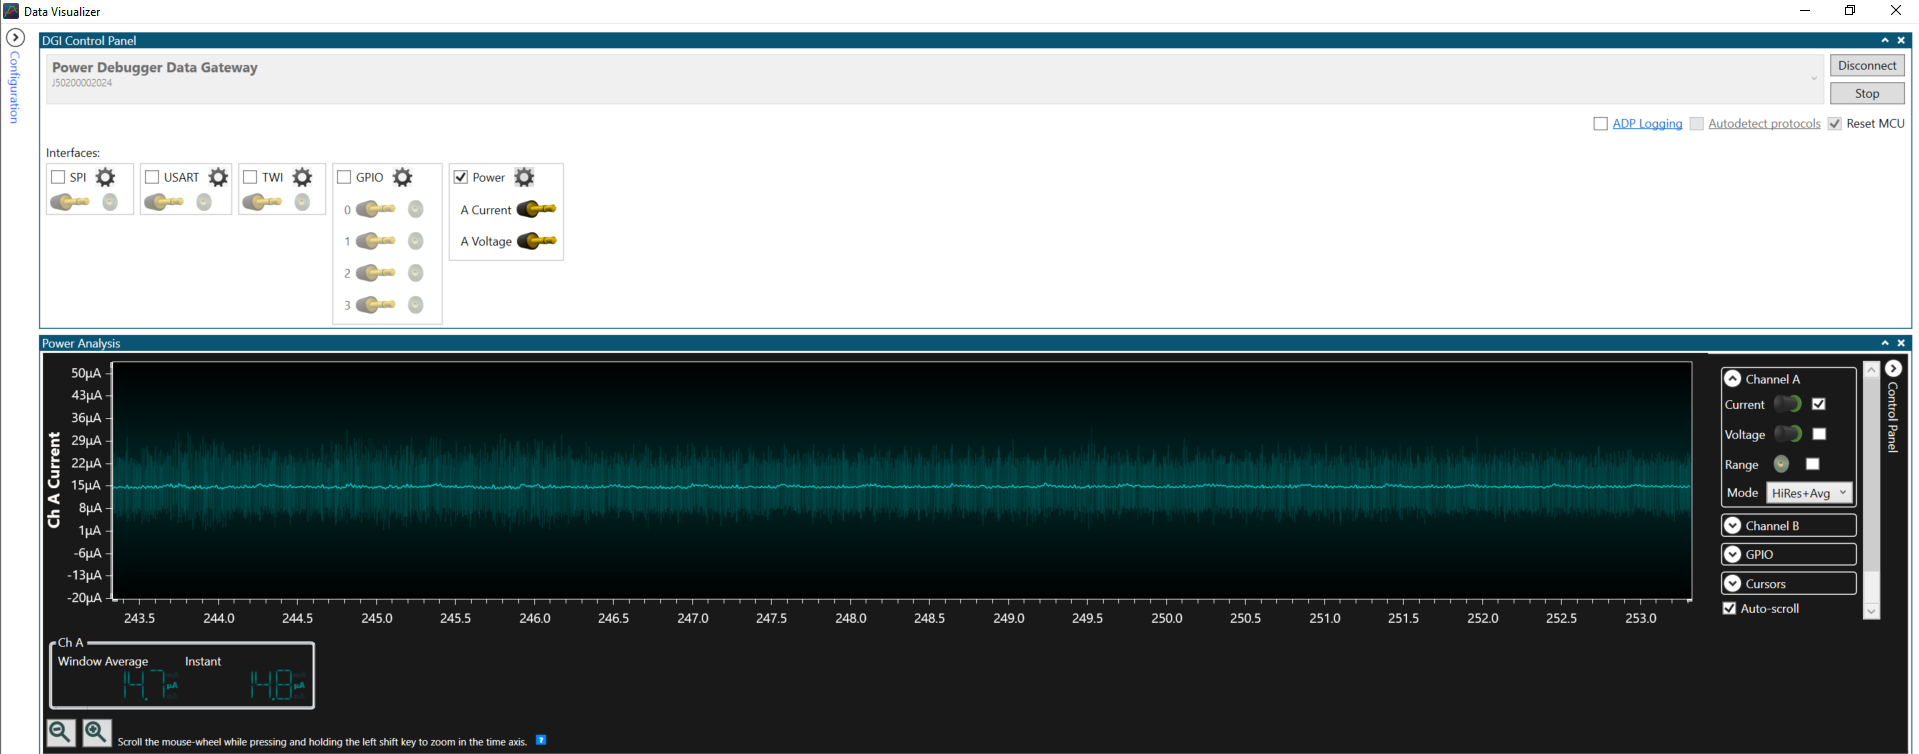 Data Visualizer
Configuration
DGI Control Panel
Power Debugger Data Gateway
J50200002024
Disconnect
Stop
ADP Logging
Autodetect protocols
Reset MCU
Interfaces:
SPI
USART
TWI
GPIO
0
1
2
3
Power
A Current
A Voltage
Power Analysis
Ch A Current
50µA
43µA
36µA
29µA
22µA
15µA
8µA
1µA
-6µA
-13µA
-20µA
243.5 244.0 244.5 245.0 245.5 246.0 246.5 247.0 247.5 248.0 248.5 249.0 249.5 250.0 250.5 251.0 251.5 252.0 252.5 253.0
Channel A
Current
Voltage
Range
Mode HiRes+Avg
Channel B
GPIO
Cursors
Auto-scroll
Control Panel
Ch A
Window Average Instant
14.7 µA 14.8 µA
Scroll the mouse-wheel while pressing and holding the left shift key to zoom in the time axis. ?